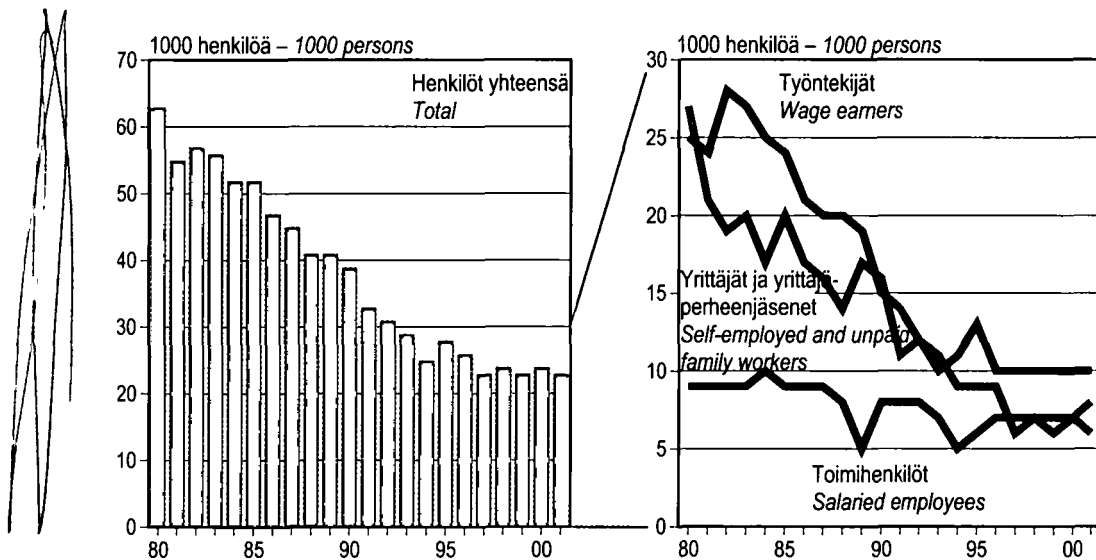 1000 henkilöä – 1000 persons
Henkilöt yhteensä
Total
70
60
50
40
30
20
10
0
80 85 90 95 00
1000 henkilöä – 1000 persons
Työntekijät
Wage earners
Yrittäjät ja yrittäjä-
perheenjäsenet
Self-employed and unpaid
family workers
Toimihenkilöt
Salaried employees
30
25
20
15
10
5
0
80 85 90 95 00